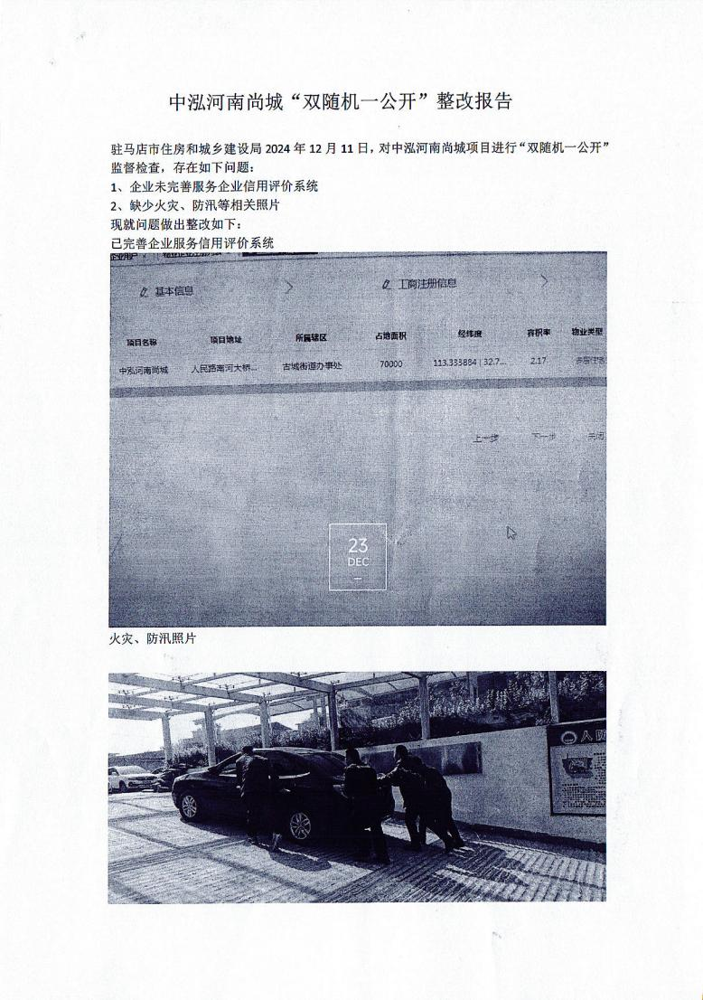 中泓河南尚城“双随机一公开”整改报告
驻马店市住房和城乡建设局 2024 年 12 月 11 日，对中泓河南尚城项目进行“双随机一公开”
监督检查，存在如下问题：
1、企业未完善服务企业信用评价系统
2、缺少火灾、防汛等相关照片
现就问题做出整改如下：
已完善企业服务信用评价系统
基本信息 工商注册信息
项目名称 项目地址 所属辖区 占地面积 经纬度 容积率 物业类型
中泓河南尚城 人民路南河大桥... 古城街道办事处 70000 113.333884 | 32.7... 2.17
上一步 下一步 关闭
23
DEC
火灾、防汛照片
人防